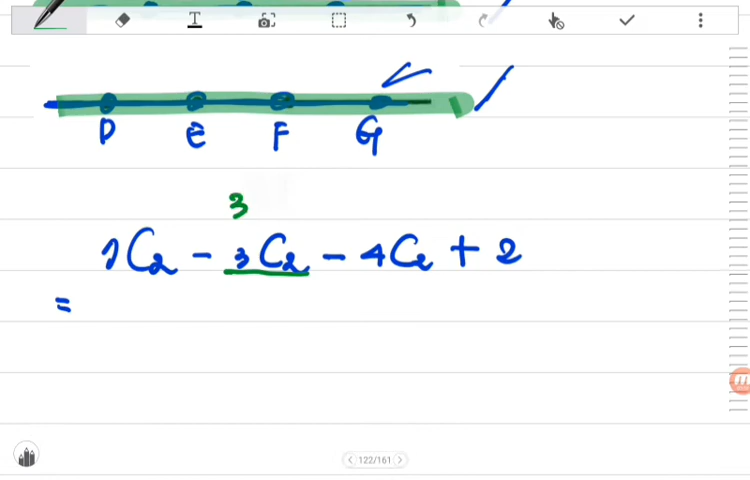 D E F G
3
7C₂ - 3C₂ - 4C₂ + 2
=
< 122/161 >